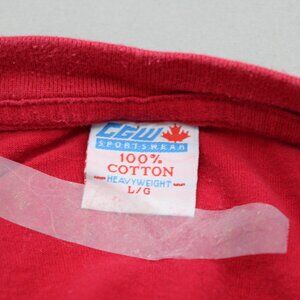 CGW
SPORTSWEAR
100%
COTTON
HEAVYWEIGHT
L/G